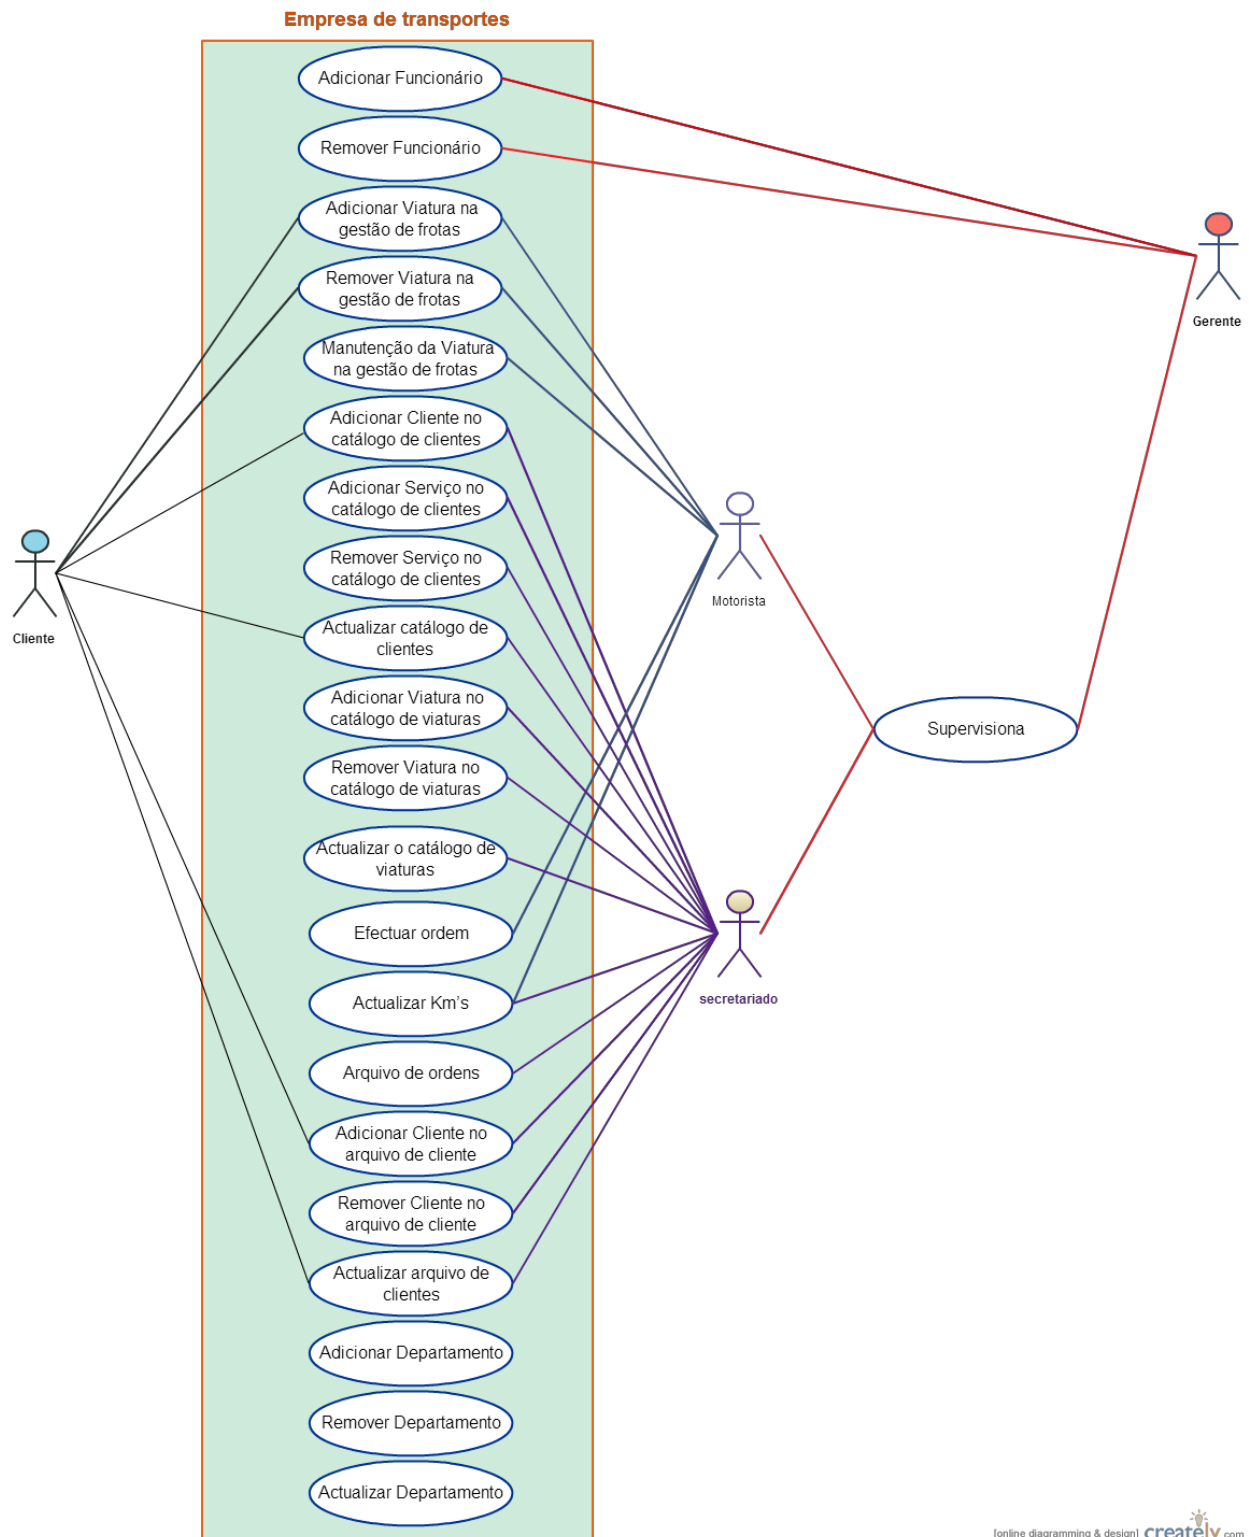 Empresa de transportes
Adicionar Funcionário
Remover Funcionário
Adicionar Viatura na
gestão de frotas
Remover Viatura na
gestão de frotas
Gerente
Manutenção da Viatura
na gestão de frotas
Adicionar Cliente no
catálogo de clientes
Adicionar Serviço no
catálogo de clientes
Remover Serviço no
catálogo de clientes
Motorista
Cliente
Actualizar catálogo de
clientes
Adicionar Viatura no
catálogo de viaturas
Supervisiona
Remover Viatura no
catálogo de viaturas
Actualizar o catálogo de
viaturas
Efectuar ordem
Actualizar Km's
secretariado
Arquivo de ordens
Adicionar Cliente no
arquivo de cliente
Remover Cliente no
arquivo de cliente
Actualizar arquivo de
clientes
Adicionar Departamento
Remover Departamento
Actualizar Departamento
[online diagramming & design] creately.com